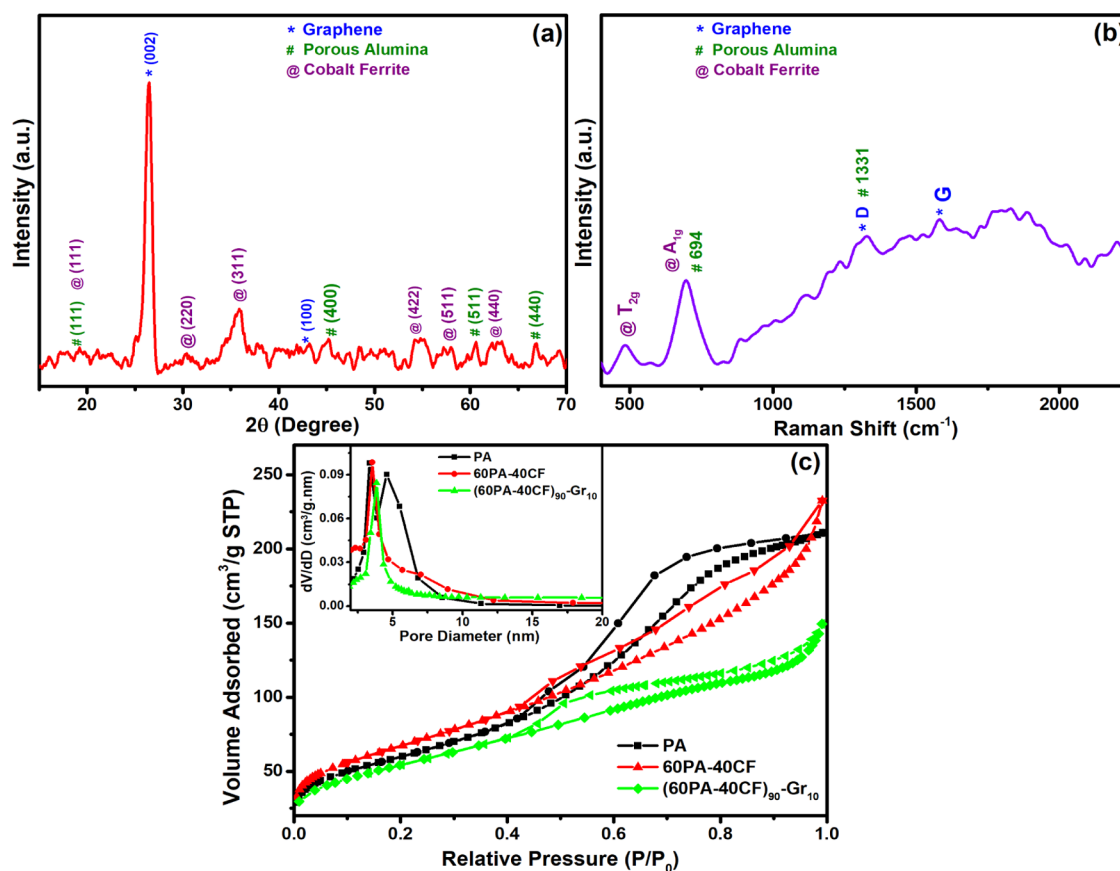 (a)
* Graphene
# Porous Alumina
@ Cobalt Ferrite
* (002)
# (111)
@ (111)
@ (220)
@ (311)
* (100)
# (400)
@ (422)
@ (511)
# (511)
@ (440)
# (440)
Intensity (a.u.)
20 30 40 50 60 70
2θ (Degree)
(b)
* Graphene
# Porous Alumina
@ Cobalt Ferrite
@ T2g
@ A1g
# 694
* D # 1331
* G
Intensity (a.u.)
500 1000 1500 2000
Raman Shift (cm-1)
(c)
PA
60PA-40CF
(60PA-40CF)90-Gr10
dV/dD (cm3/g.nm)
0.09
0.06
0.03
0.00
5 10 15 20
Pore Diameter (nm)
Volume Adsorbed (cm3/g STP)
250
200
150
100
50
PA
60PA-40CF
(60PA-40CF)90-Gr10
0.0 0.2 0.4 0.6 0.8 1.0
Relative Pressure (P/P0)